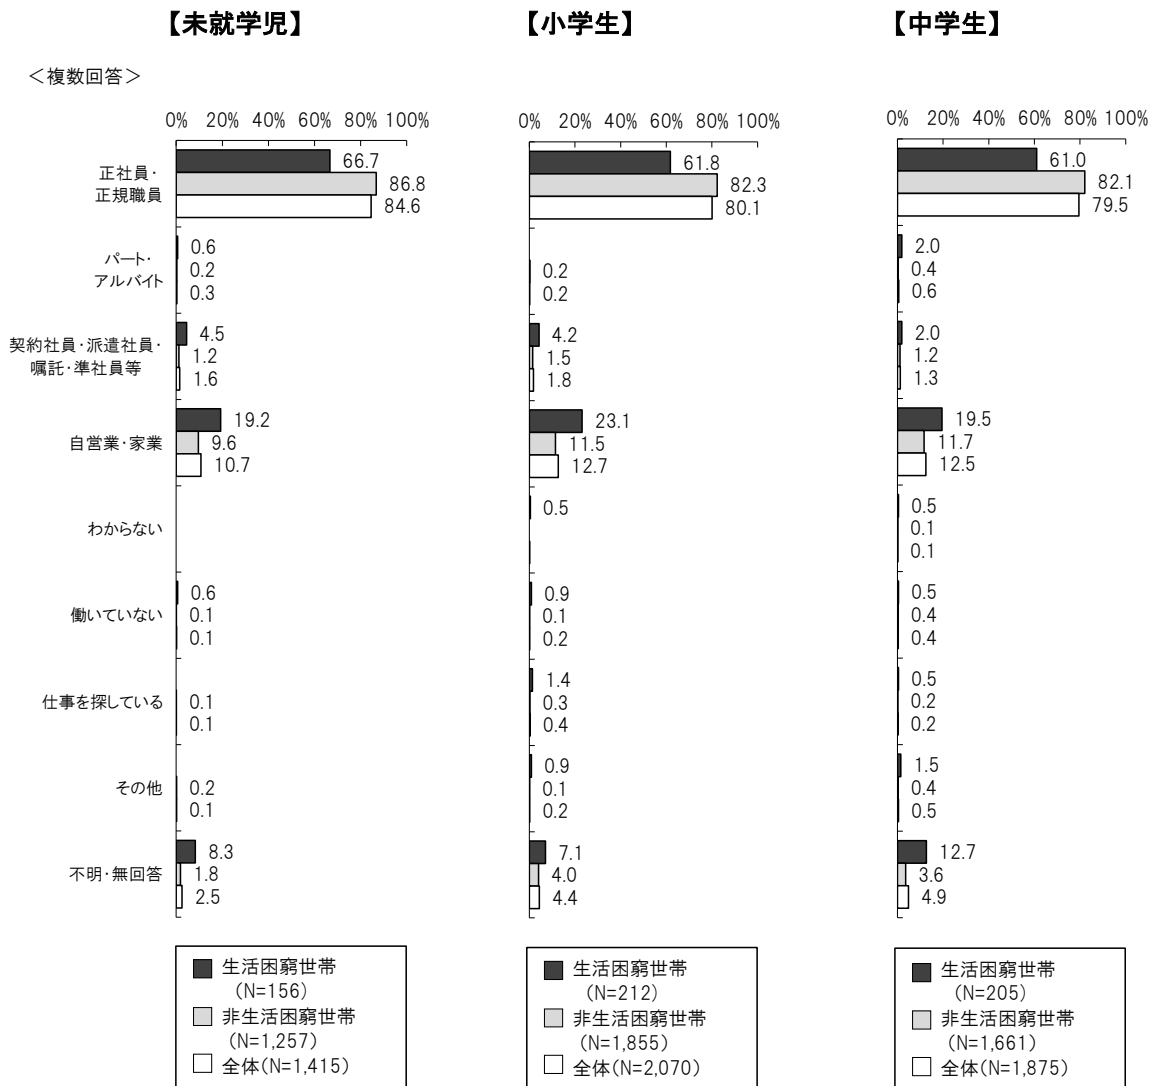 【未就学児】
【小学生】
【中学生】
＜複数回答＞
0% 20% 40% 60% 80% 100%
0% 20% 40% 60% 80% 100%
0% 20% 40% 60% 80% 100%
正社員・
正規職員
66.7
86.8
84.6
61.8
82.3
80.1
61.0
82.1
79.5
パート・
アルバイト
0.6
0.2
0.3
0.2
0.2
2.0
0.4
0.6
契約社員・派遣社員・
嘱託・準社員等
4.5
1.2
1.6
4.2
1.5
1.8
2.0
1.2
1.3
自営業・家業
19.2
9.6
10.7
23.1
11.5
12.7
19.5
11.7
12.5
わからない
0.5
0.5
0.1
0.1
働いていない
0.6
0.1
0.1
0.9
0.1
0.2
0.5
0.4
0.4
仕事を探している
0.1
0.1
1.4
0.3
0.4
0.5
0.2
0.2
その他
0.2
0.1
0.9
0.1
0.2
1.5
0.4
0.5
不明・無回答
8.3
1.8
2.5
7.1
4.0
4.4
12.7
3.6
4.9
生活困窮世帯
（N=156）
非生活困窮世帯
（N=1,257）
全体（N=1,415）
生活困窮世帯
（N=212）
非生活困窮世帯
（N=1,855）
全体（N=2,070）
生活困窮世帯
（N=205）
非生活困窮世帯
（N=1,661）
全体（N=1,875）